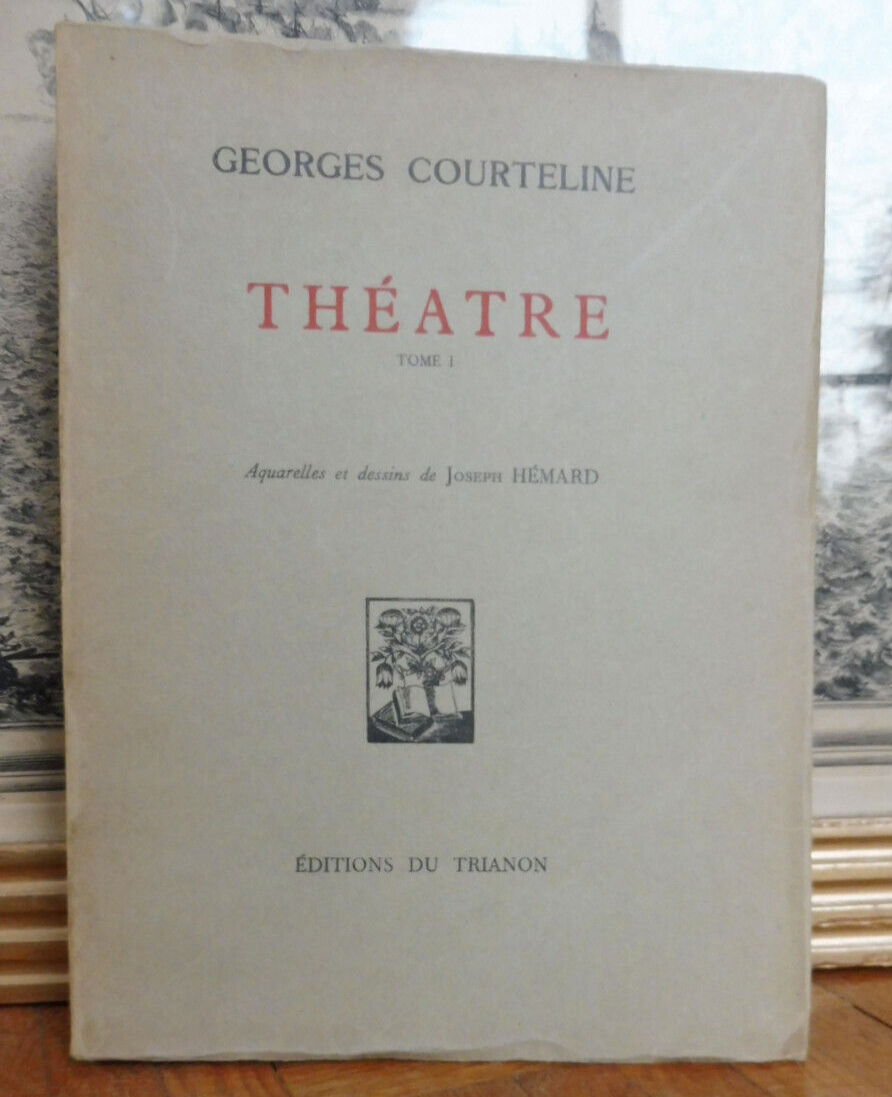 GEORGES COURTELINE
THÉATRE
TOME I
Aquarelles et dessins de JOSEPH HÉMARD
ÉDITIONS DU TRIANON